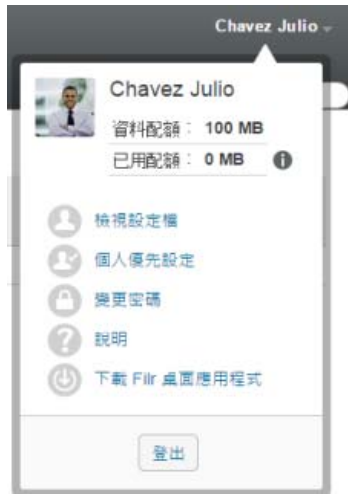 Chavez Julio
Chavez Julio
資料配額： 100 MB
已用配額： 0 MB
檢視設定檔
個人優先設定
變更密碼
說明
下載 Filr 桌面應用程式
登出